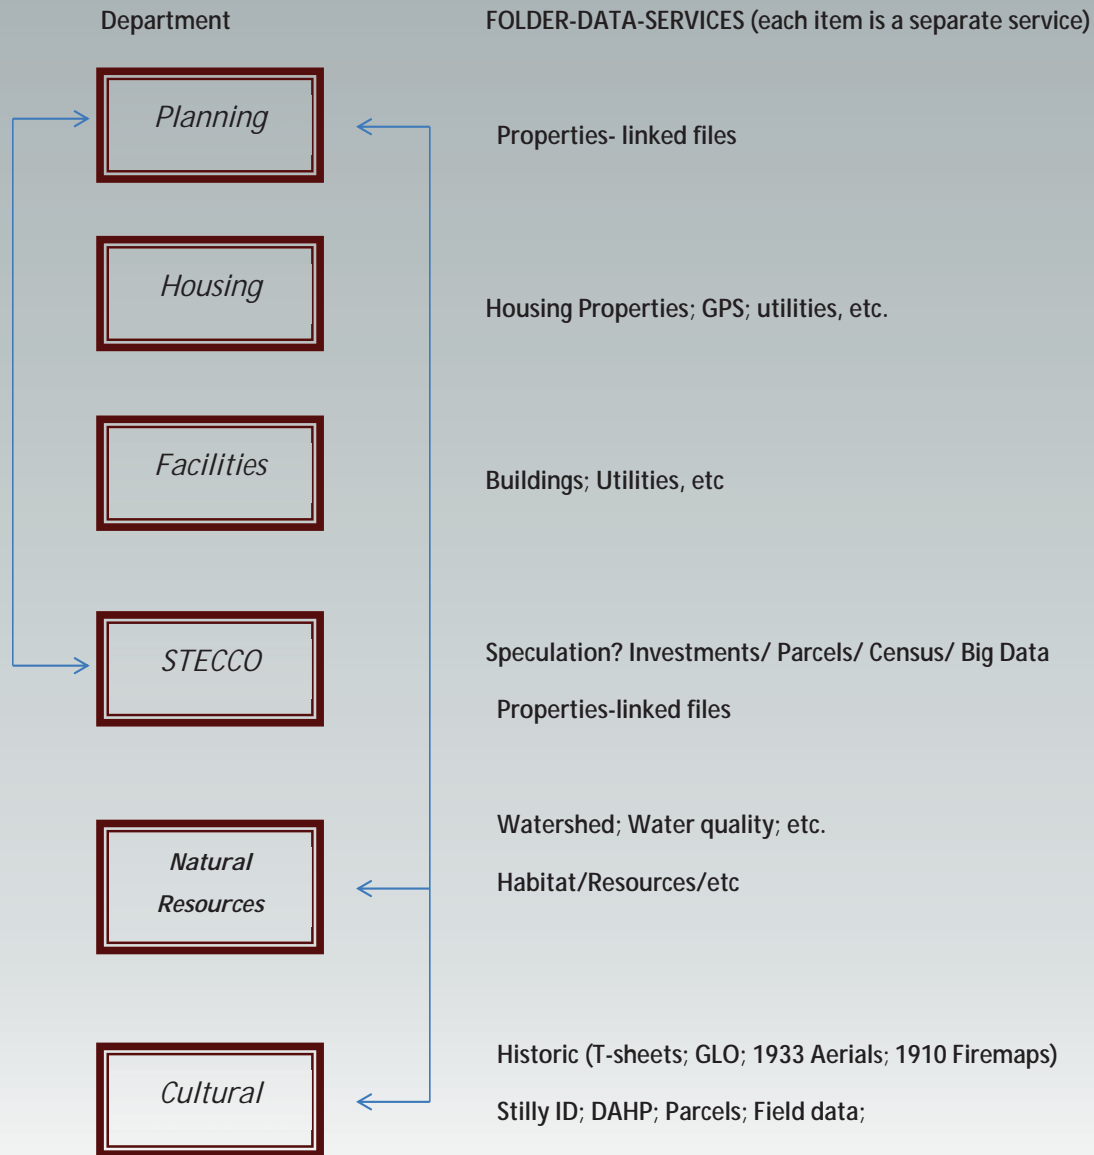 Department FOLDER-DATA-SERVICES (each item is a separate service)
Planning
Properties- linked files
Housing
Housing Properties; GPS; utilities, etc.
Facilities
Buildings; Utilities, etc
STECCO
Speculation? Investments/ Parcels/ Census/ Big Data
Properties-linked files
Natural
Resources
Watershed; Water quality; etc.
Habitat/Resources/etc
Cultural
Historic (T-sheets; GLO; 1933 Aerials; 1910 Firemaps)
Stilly ID; DAHP; Parcels; Field data;